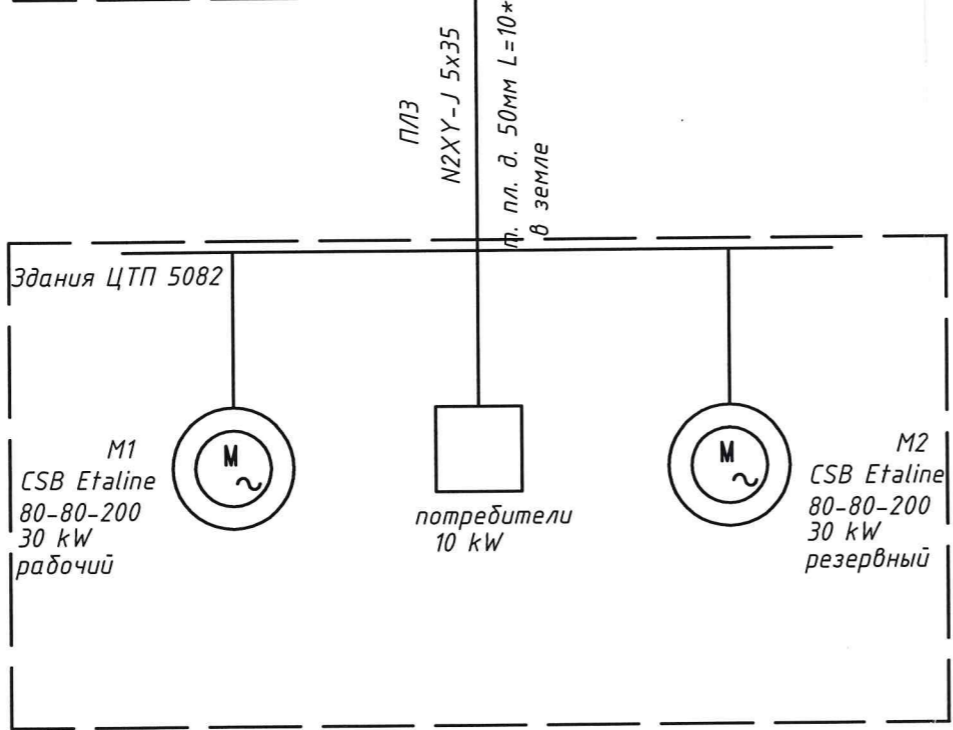 ПЛ3
N2XY-J 5x35
т. пл. д. 50мм L=10*
в земле
Здания ЦТП 5082
M1
CSB Etaline
80-80-200
30 kW
рабочий
M
потребители
10 kW
M
M2
CSB Etaline
80-80-200
30 kW
резервный